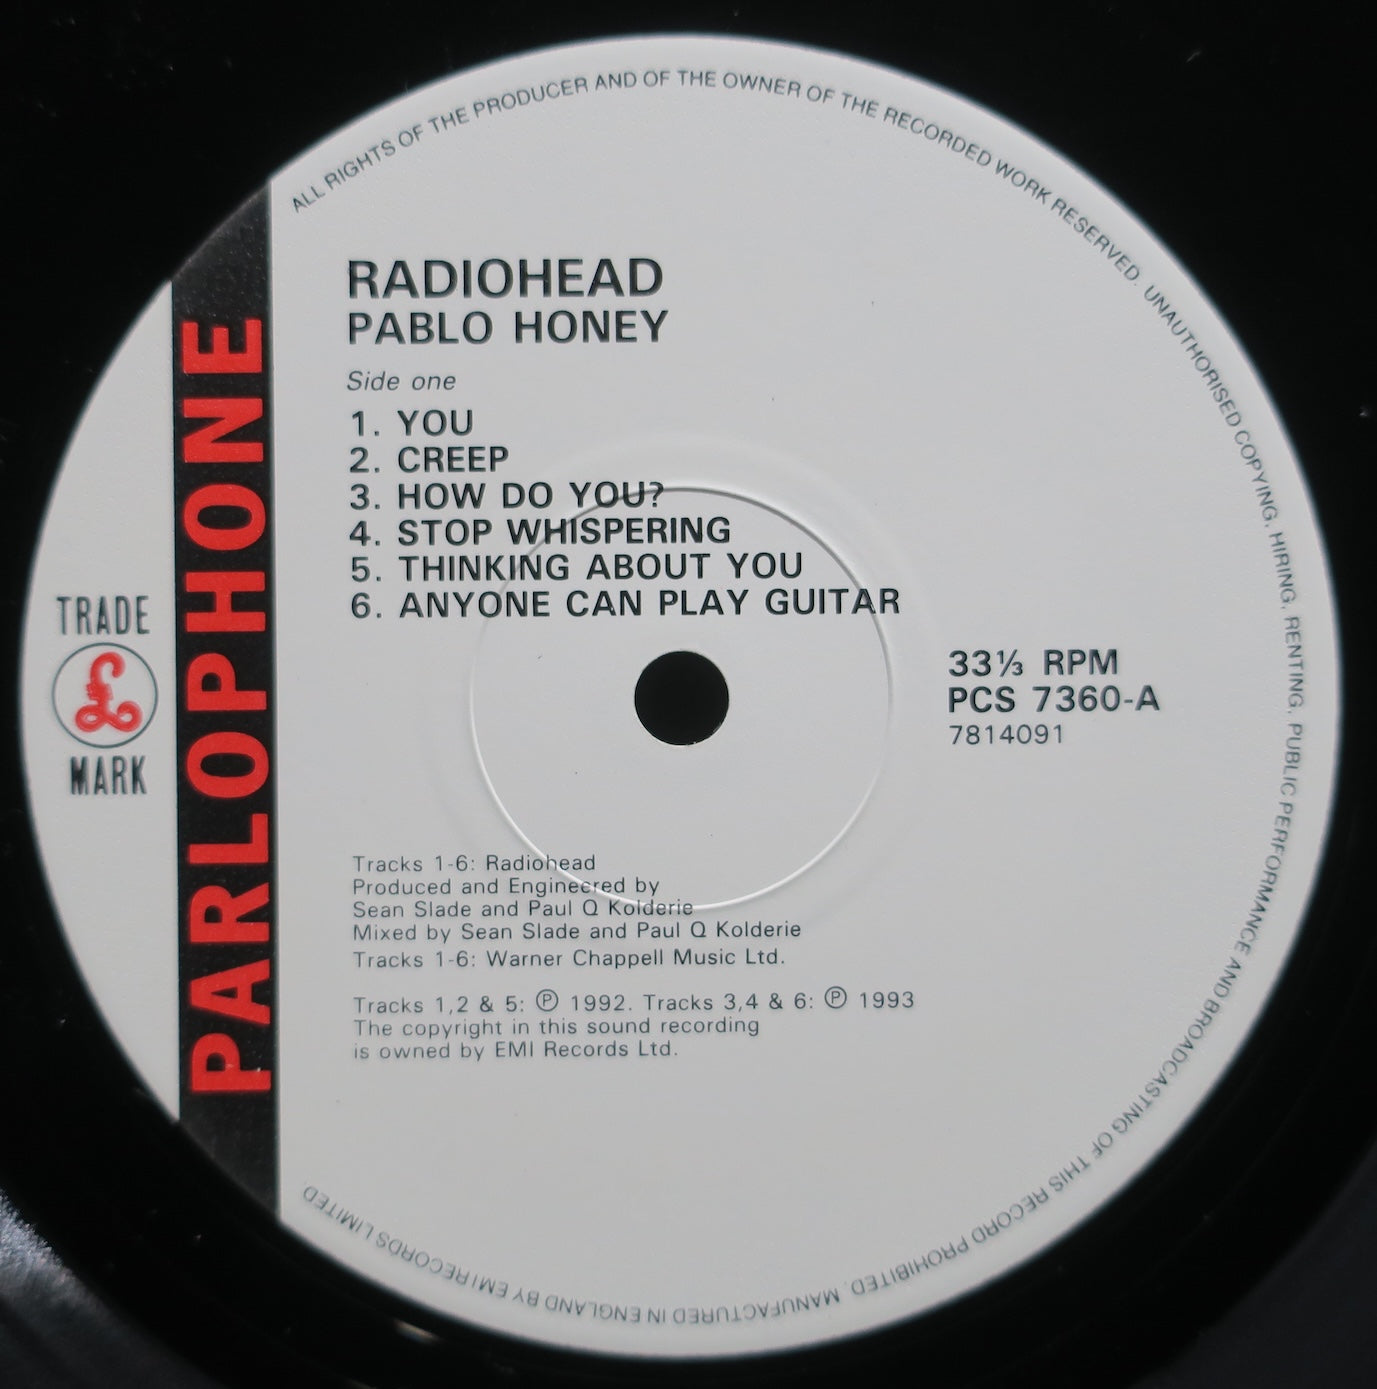 ALL RIGHTS OF THE PRODUCER AND OF THE OWNER OF THE RECORDED WORK RESERVED. UNAUTHORISED COPYING, HIRING, RENTING, PUBLIC PERFORMANCE AND BROADCASTING OF THIS RECORD PROHIBITED. MANUFACTURED IN ENGLAND BY EMI RECORDS LIMITED
RADIOHEAD
PABLO HONEY
Side one
1. YOU
2. CREEP
3. HOW DO YOU?
4. STOP WHISPERING
5. THINKING ABOUT YOU
6. ANYONE CAN PLAY GUITAR
TRADE
£
MARK
PARLOPHONE
33⅓ RPM
PCS 7360-A
7814091
Tracks 1-6: Radiohead
Produced and Engineered by
Sean Slade and Paul Q Kolderie
Mixed by Sean Slade and Paul Q Kolderie
Tracks 1-6: Warner Chappell Music Ltd.
Tracks 1,2 & 5: ℗ 1992. Tracks 3,4 & 6: ℗ 1993
The copyright in this sound recording
is owned by EMI Records Ltd.